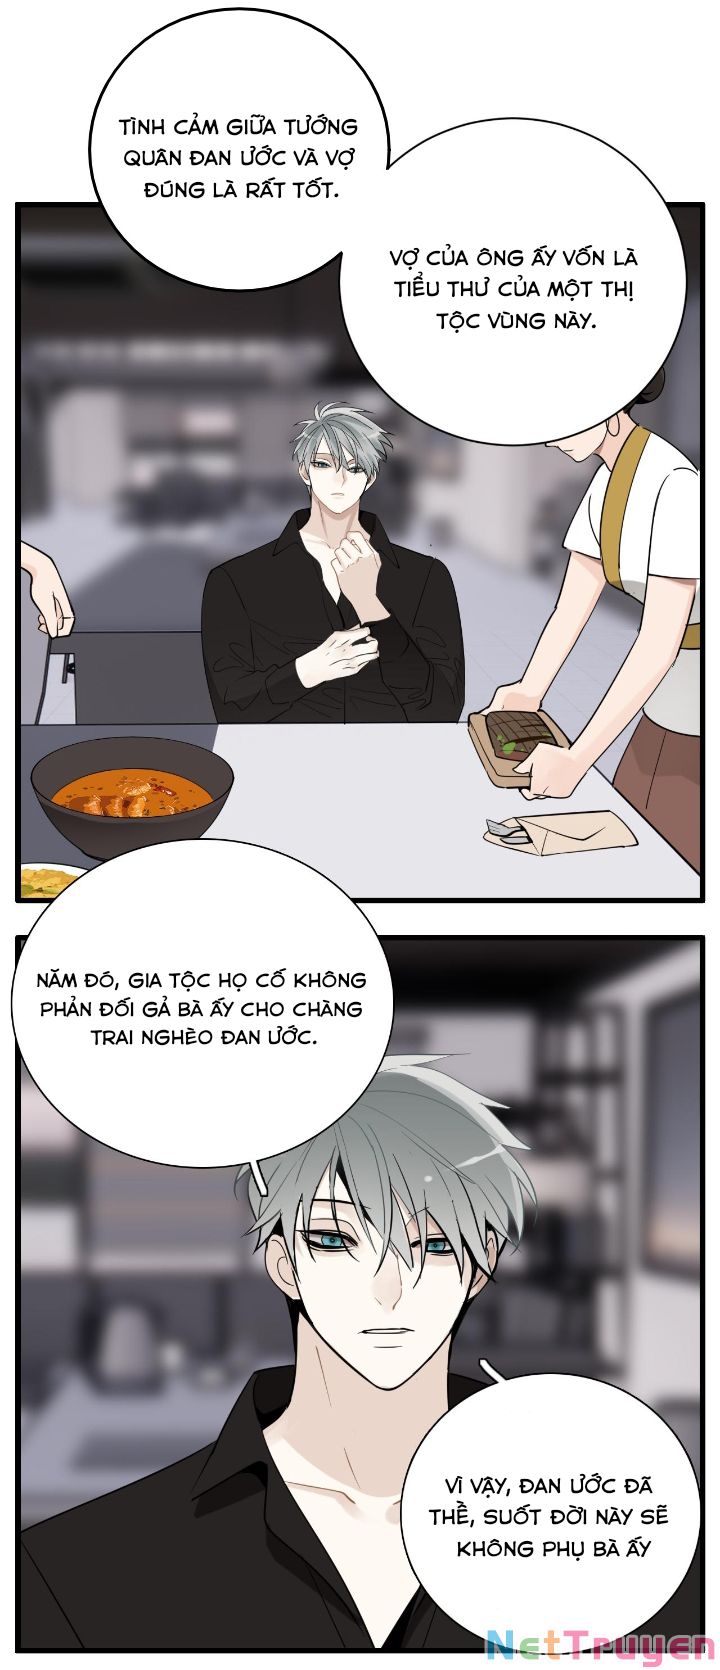 TÌNH CẢM GIỮA TƯỚNG
QUÂN ĐAN ƯỚC VÀ VỢ
ĐÚNG LÀ RẤT TỐT.
VỢ CỦA ÔNG ẤY VỐN LÀ
TIỂU THƯ CỦA MỘT THỊ
TỘC VÙNG NÀY.
NĂM ĐÓ, GIA TỘC HỌ CỐ KHÔNG
PHẢN ĐỐI GẢ BÀ ẤY CHO CHÀNG
TRAI NGHÈO ĐAN ƯỚC.
VÌ VẬY, ĐAN ƯỚC ĐÃ
THỀ, SUỐT ĐỜI NÀY SẼ
KHÔNG PHỤ BÀ ẤY
NetTruyen